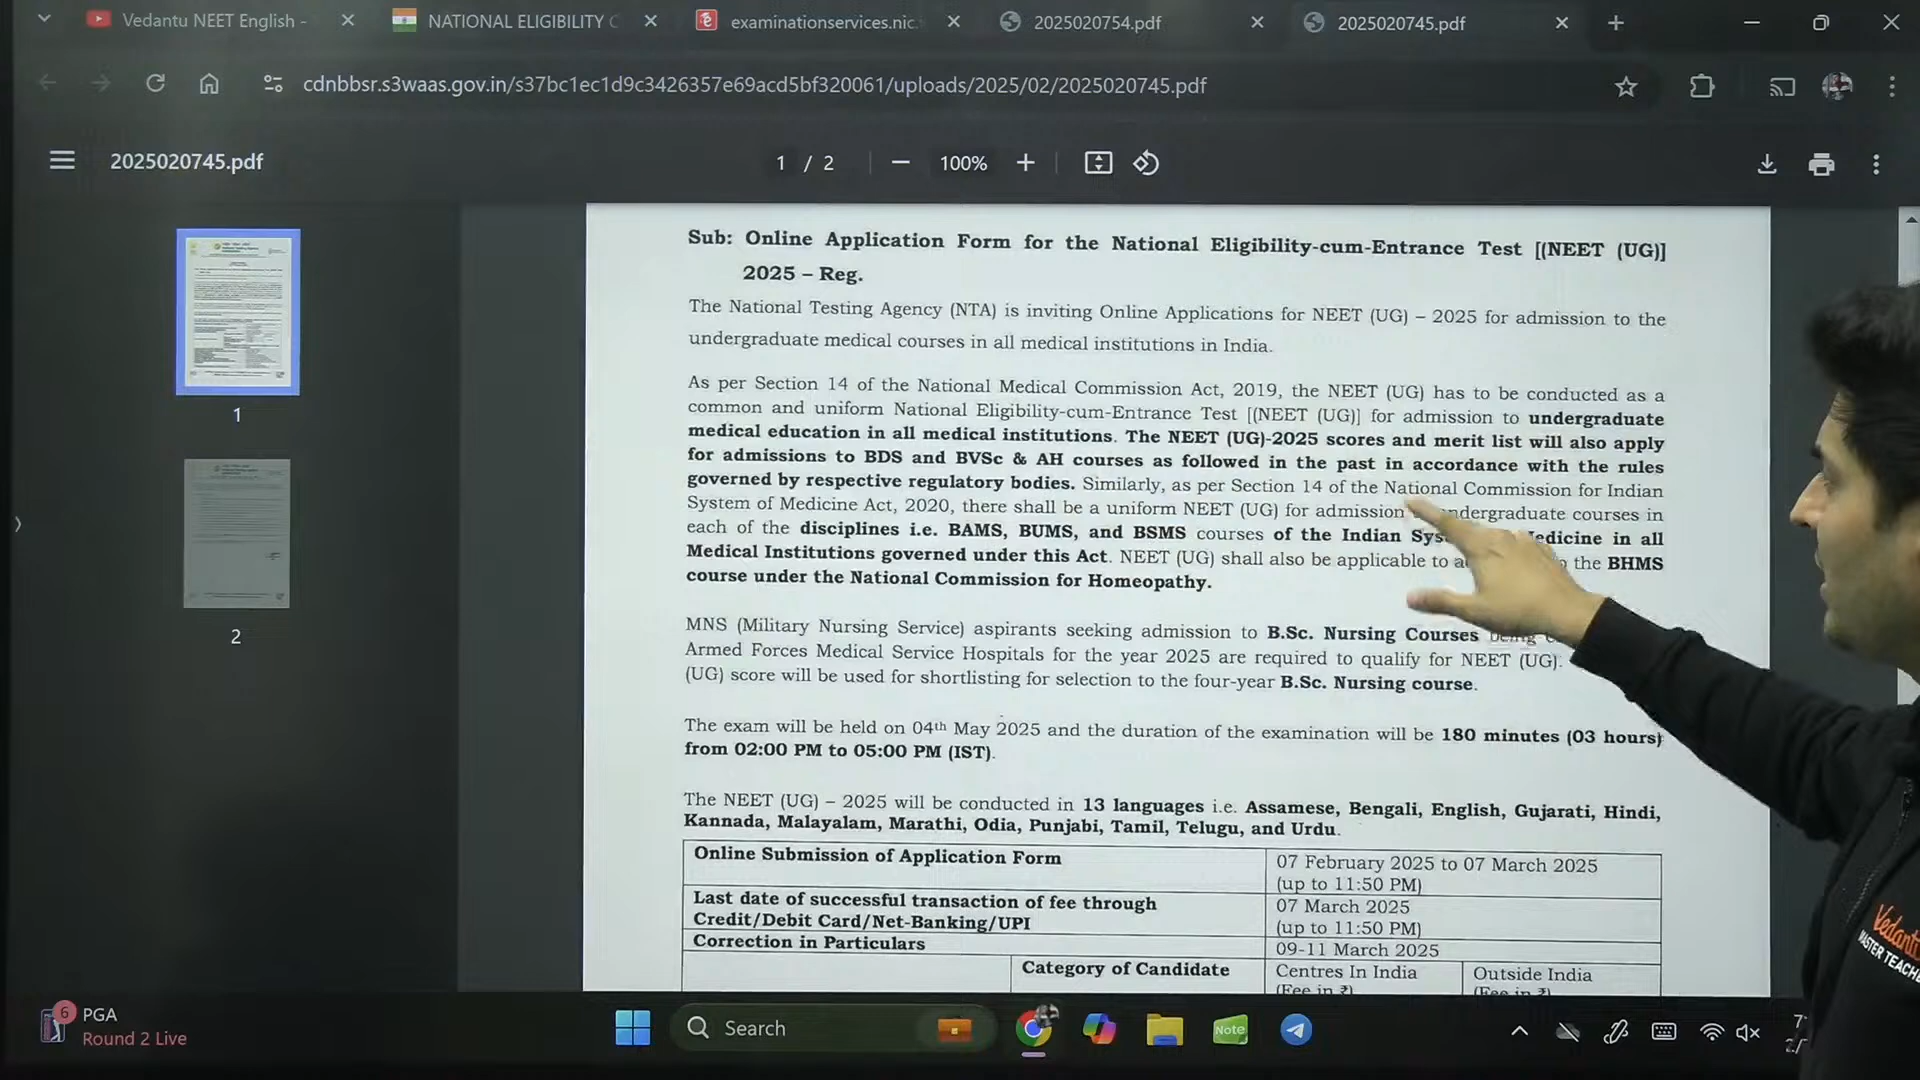 Vedantu NEET English -
NATIONAL ELIGIBILITY C
examinationservices.nic.
2025020754.pdf
2025020745.pdf
cdnbbsr.s3waas.gov.in/s37bc1ec1d9c3426357e69acd5bf320061/uploads/2025/02/2025020745.pdf
2025020745.pdf
1 / 2
100%
1
2
Sub: Online Application Form for the National Eligibility-cum-Entrance Test [(NEET (UG)]
2025 – Reg.
The National Testing Agency (NTA) is inviting Online Applications for NEET (UG) – 2025 for admission to the
undergraduate medical courses in all medical institutions in India.
As per Section 14 of the National Medical Commission Act, 2019, the NEET (UG) has to be conducted as a
common and uniform National Eligibility-cum-Entrance Test [(NEET (UG)] for admission to undergraduate
medical education in all medical institutions. The NEET (UG)-2025 scores and merit list will also apply
for admissions to BDS and BVSc & AH courses as followed in the past in accordance with the rules
governed by respective regulatory bodies. Similarly, as per Section 14 of the National Commission for Indian
System of Medicine Act, 2020, there shall be a uniform NEET (UG) for admission undergraduate courses in
each of the disciplines i.e. BAMS, BUMS, and BSMS courses of the Indian Sys Medicine in all
Medical Institutions governed under this Act. NEET (UG) shall also be applicable to the BHMS
course under the National Commission for Homeopathy.
MNS (Military Nursing Service) aspirants seeking admission to B.Sc. Nursing Courses being
Armed Forces Medical Service Hospitals for the year 2025 are required to qualify for NEET (UG).
(UG) score will be used for shortlisting for selection to the four-year B.Sc. Nursing course.
The exam will be held on 04th May 2025 and the duration of the examination will be 180 minutes (03 hours)
from 02:00 PM to 05:00 PM (IST).
The NEET (UG) – 2025 will be conducted in 13 languages i.e. Assamese, Bengali, English, Gujarati, Hindi,
Kannada, Malayalam, Marathi, Odia, Punjabi, Tamil, Telugu, and Urdu.
Online Submission of Application Form
07 February 2025 to 07 March 2025
(up to 11:50 PM)
Last date of successful transaction of fee through
Credit/Debit Card/Net-Banking/UPI
07 March 2025
(up to 11:50 PM)
Correction in Particulars
09-11 March 2025
Category of Candidate
Centres In India
(Fee in ₹)
Outside India
(Fee in ₹)
Vedantu
MASTER TEACHER
6
PGA
Round 2 Live
Search
Note